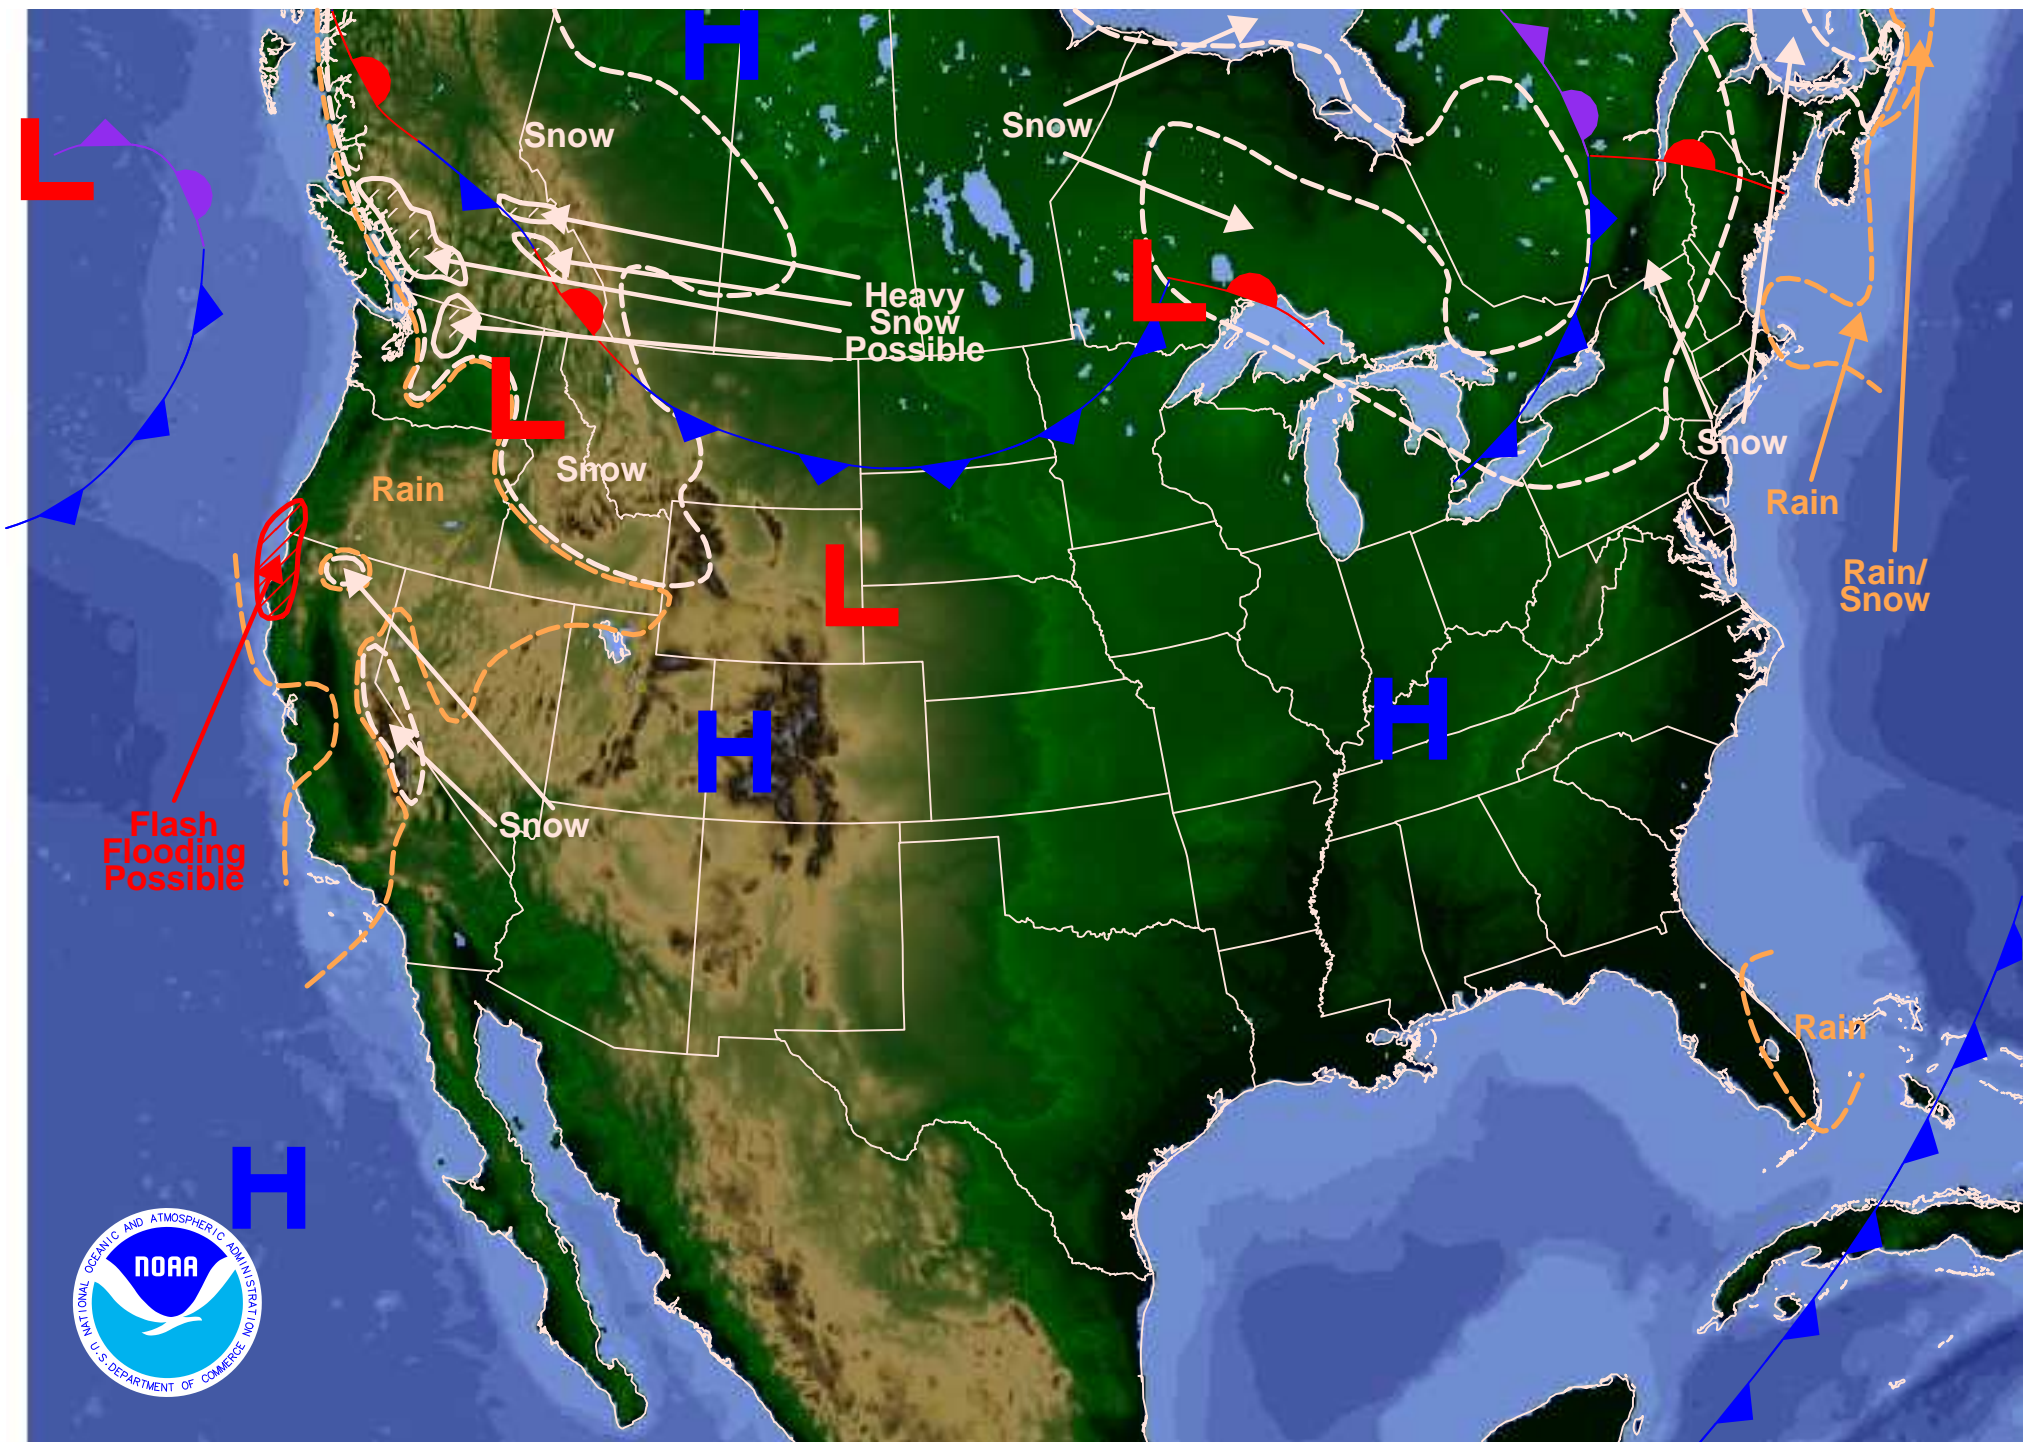 H
L
Snow
Snow
L
Heavy
Snow
Possible
L
Snow
Snow
Rain
Rain
L
Rain/
Snow
H
H
Flash
Flooding
Possible
Snow
Rain
H
NATIONAL OCEANIC AND ATMOSPHERIC ADMINISTRATION
NOAA
U.S. DEPARTMENT OF COMMERCE